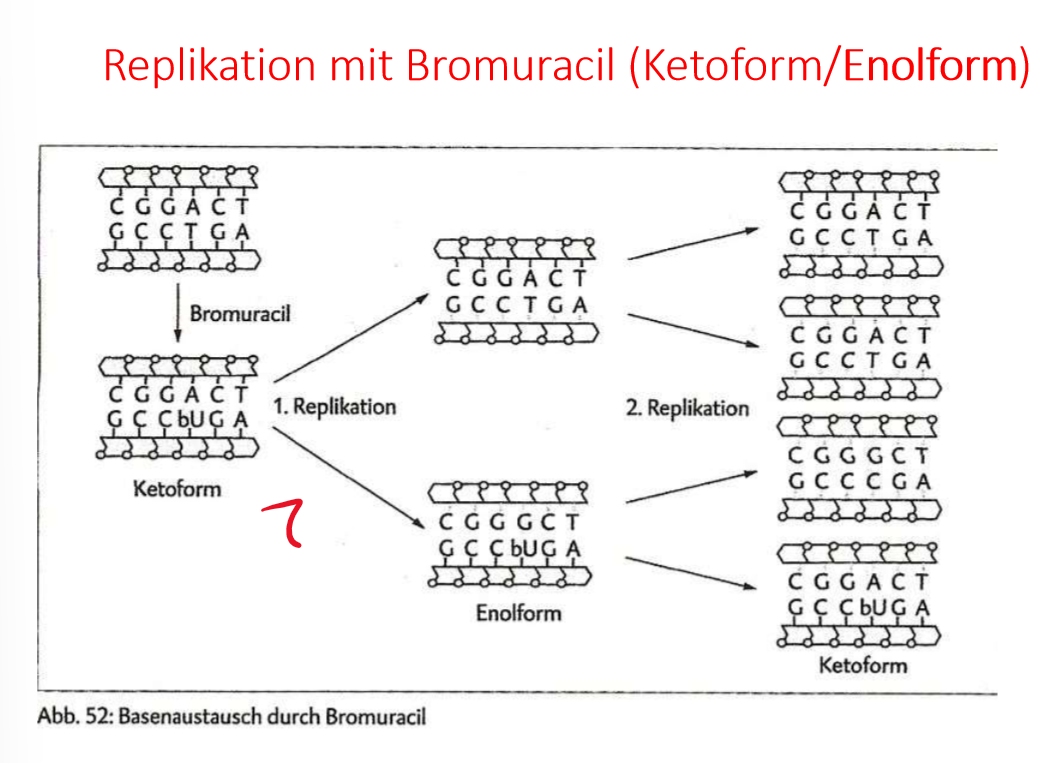 Replikation mit Bromuracil (Ketoform/Enolform)
C G G A C T
G C C T G A
Bromuracil
C G G A C T
G C C bU G A
Ketoform
1. Replikation
C G G A C T
G C C T G A
C G G G C T
G C C bU G A
Enolform
2. Replikation
C G G A C T
G C C T G A
C G G A C T
G C C T G A
C G G G C T
G C C C G A
C G G A C T
G C C bU G A
Ketoform
Abb. 52: Basenaustausch durch Bromuracil